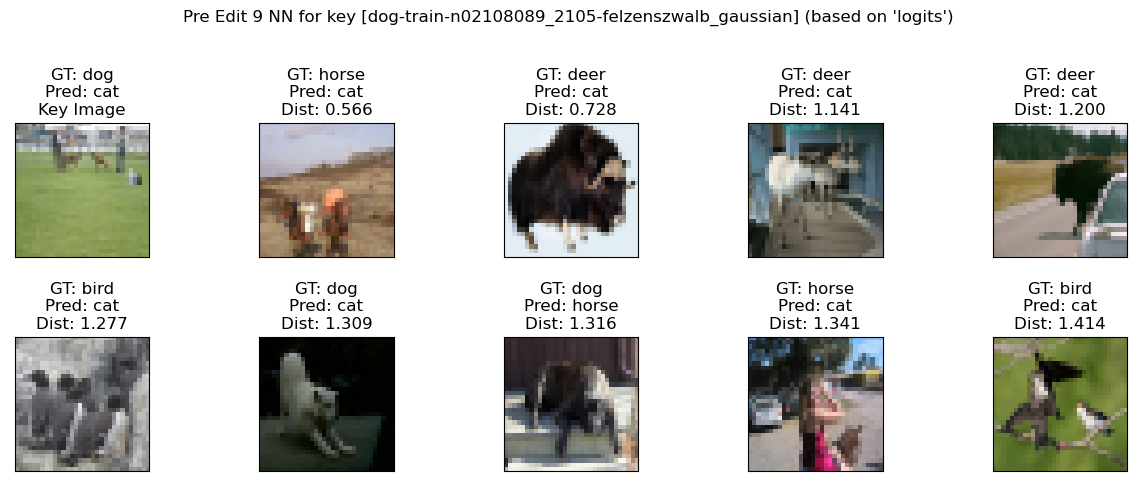 Pre Edit 9 NN for key [dog-train-n02108089_2105-felzenszwalb_gaussian] (based on 'logits')
GT: dog
Pred: cat
Key Image
GT: horse
Pred: cat
Dist: 0.566
GT: deer
Pred: cat
Dist: 0.728
GT: deer
Pred: cat
Dist: 1.141
GT: deer
Pred: cat
Dist: 1.200
GT: bird
Pred: cat
Dist: 1.277
GT: dog
Pred: cat
Dist: 1.309
GT: dog
Pred: horse
Dist: 1.316
GT: horse
Pred: cat
Dist: 1.341
GT: bird
Pred: cat
Dist: 1.414